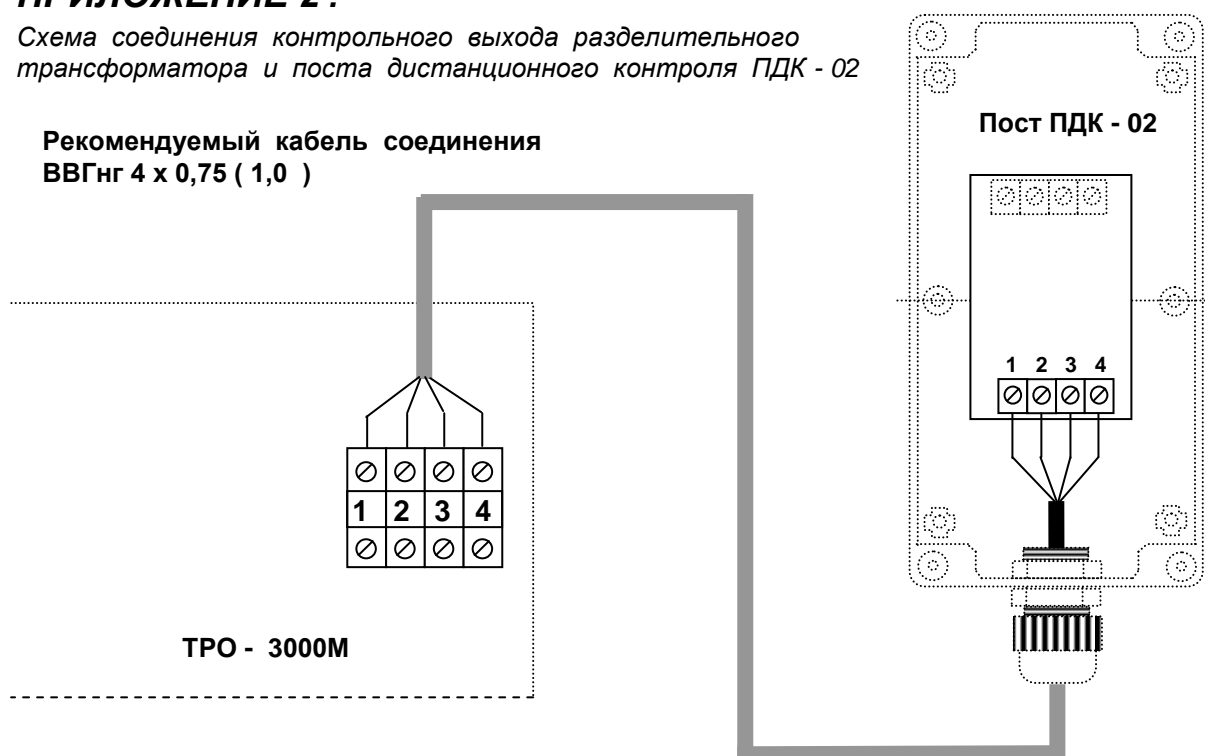 ПРИЛОЖЕНИЕ 2 :
Схема соединения контрольного выхода разделительного
трансформатора и поста дистанционного контроля ПДК - 02
Рекомендуемый кабель соединения
ВВГнг 4 х 0,75 ( 1,0 )
Пост ПДК - 02
1 2 3 4
1 2 3 4
ТРО - 3000М